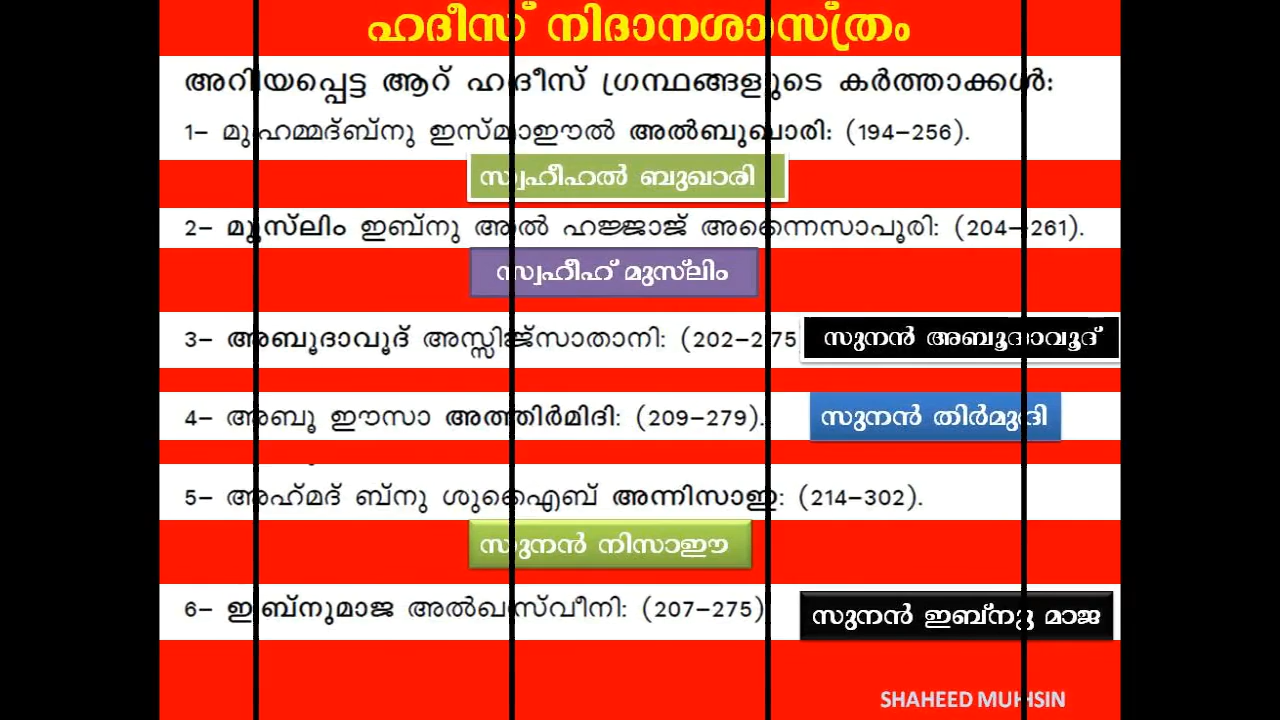 ഹദീസ് നിദാനശാസ്ത്രം
അറിയപ്പെട്ട ആറ് ഹദീസ് ഗ്രന്ഥങ്ങളുടെ കർത്താക്കൾ:
1– മുഹമ്മദ്ബ്നു ഇസ്മാഈൽ അൽബുഖാരി: (194–256).
സ്വഹീഹൽ ബുഖാരി
2– മുസ്‌ലിം ഇബ്നു അൽ ഹജ്ജാജ് അന്നൈസാപൂരി: (204–261).
സ്വഹീഹ് മുസ്‌ലിം
3– അബൂദാവൂദ് അസ്സിജ്സാതാനി: (202–275 സുനൻ അബൂദാവൂദ്
4– അബൂ ഈസാ അത്തിർമിദി: (209–279). സുനൻ തിർമുദി
5– അഹ്‌മദ് ബ്നു ശുഐബ് അന്നിസാഇ: (214–302).
സുനൻ നിസാഈ
6– ഇബ്നുമാജ അൽഖസ്‌വീനി: (207–275) സുനൻ ഇബ്നു മാജ
SHAHEED MUHSIN